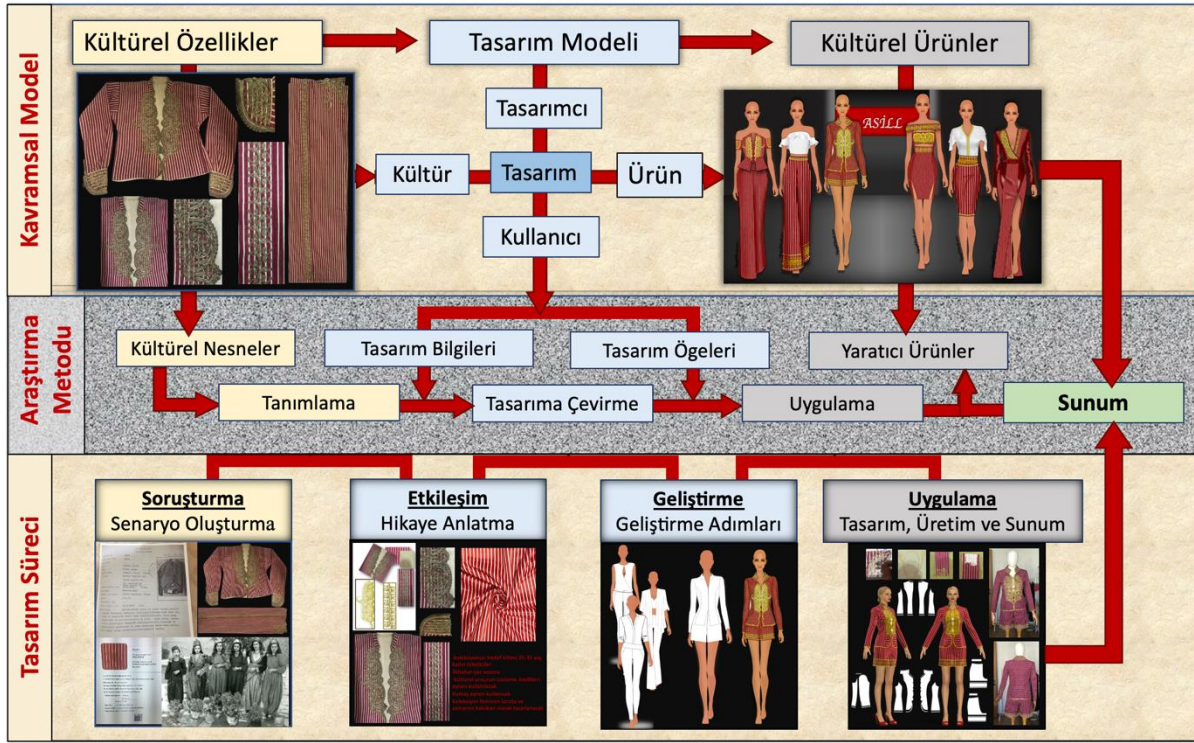 Kavramsal Model
Kültürel Özellikler
Tasarım Modeli
Kültürel Ürünler
Tasarımcı
Kültür
Tasarım
Ürün
Kullanıcı
ASİLL
Araştırma
Metodu
Kültürel Nesneler
Tasarım Bilgileri
Tasarım Ögeleri
Yaratıcı Ürünler
Tanımlama
Tasarıma Çevirme
Uygulama
Sunum
Tasarım Süreci
Soruşturma
Senaryo Oluşturma
Etkileşim
Hikaye Anlatma
Geliştirme
Geliştirme Adımları
Uygulama
Tasarım, Üretim ve Sunum